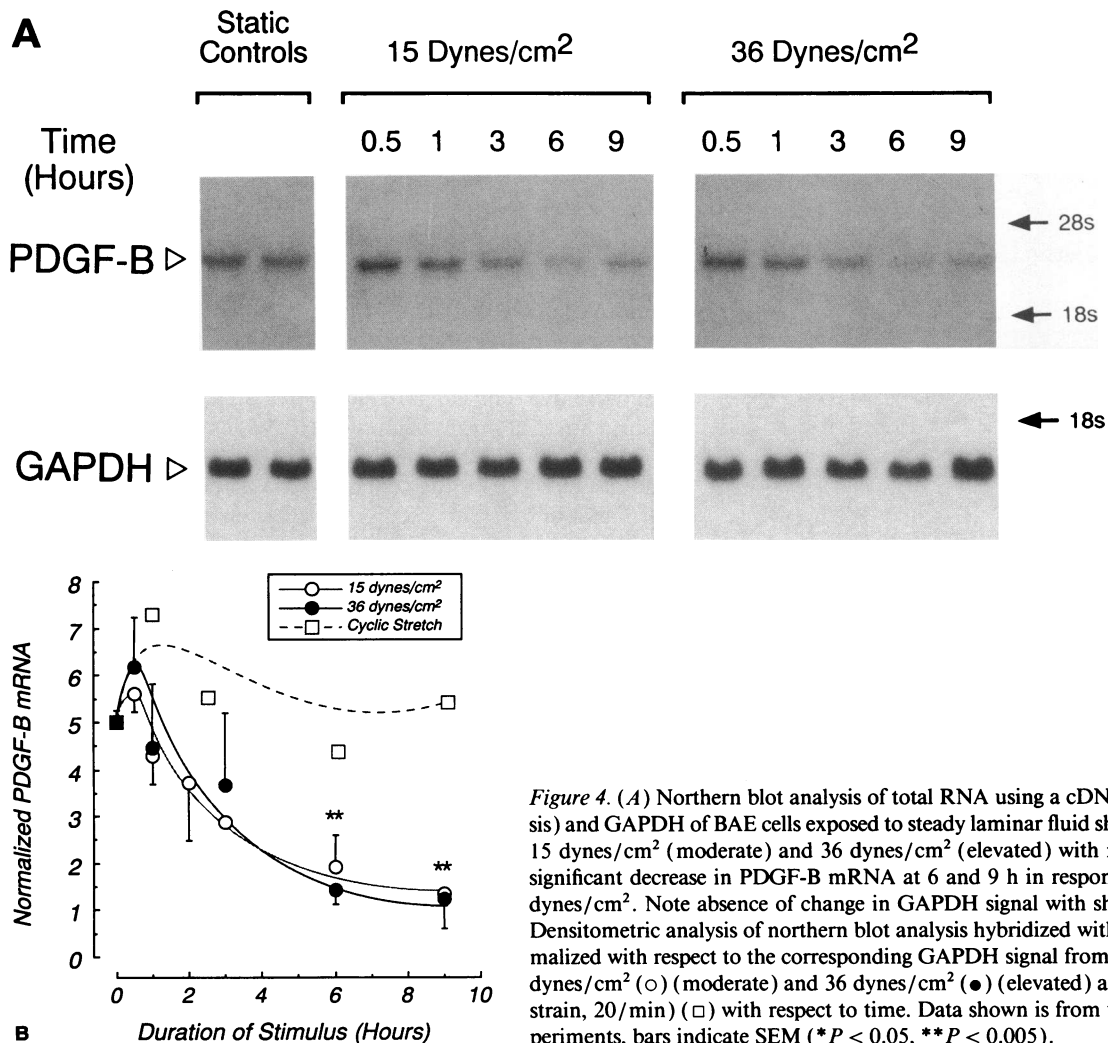 A
Static
Controls
15 Dynes/cm2
36 Dynes/cm2
Time
(Hours)
0.5 1 3 6 9
0.5 1 3 6 9
PDGF-B
28s
18s
GAPDH
18s
8
7
6
5
4
3
2
1
0
Normalized PDGF-B mRNA
15 dynes/cm2
36 dynes/cm2
Cyclic Stretch
**
**
0 2 4 6 8 10
Duration of Stimulus (Hours)
B
Figure 4. (A) Northern blot analysis of total RNA using a cDN
sis) and GAPDH of BAE cells exposed to steady laminar fluid sh
15 dynes/cm2 (moderate) and 36 dynes/cm2 (elevated) with
significant decrease in PDGF-B mRNA at 6 and 9 h in respon
dynes/cm2. Note absence of change in GAPDH signal with sh
Densitometric analysis of northern blot analysis hybridized with
malized with respect to the corresponding GAPDH signal from
dynes/cm2 (○) (moderate) and 36 dynes/cm2 (●) (elevated) a
strain, 20/min) (□) with respect to time. Data shown is from
periments, bars indicate SEM (*P < 0.05, **P < 0.005).